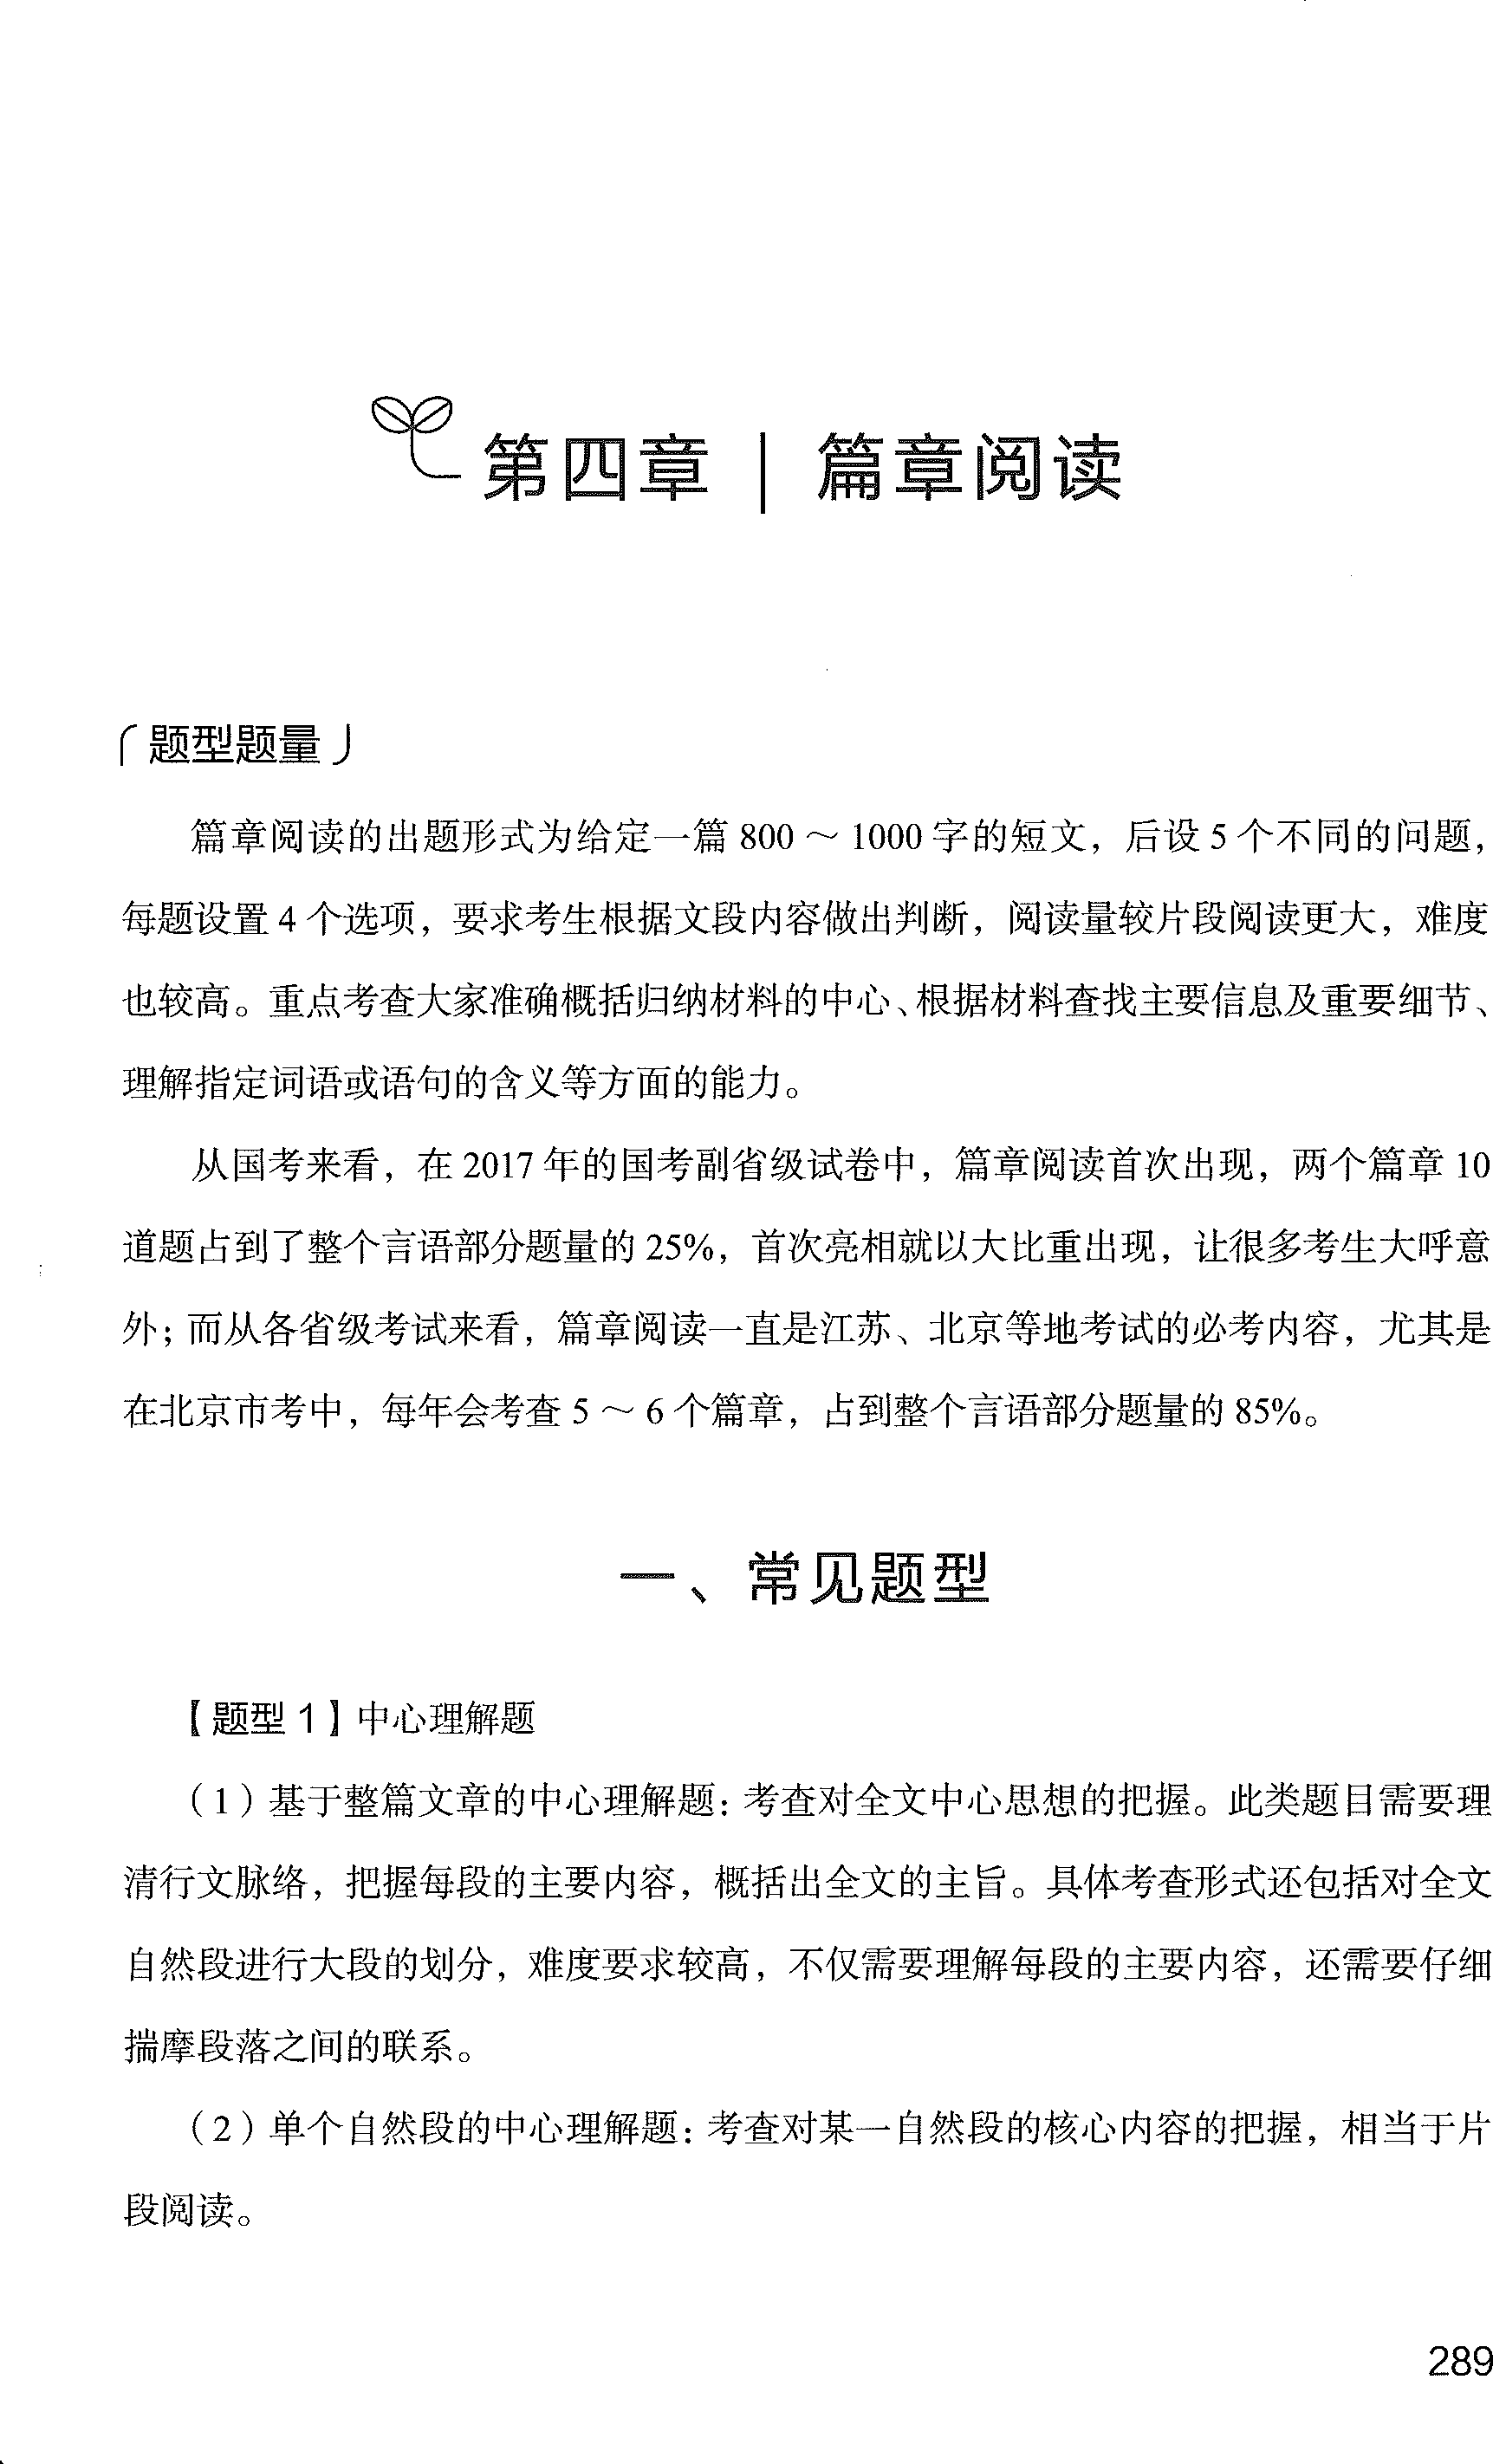 第四章 | 篇章阅读
题型题量
篇章阅读的出题形式为给定一篇 800 ～ 1000 字的短文，后设 5 个不同的问题，
每题设置 4 个选项，要求考生根据文段内容做出判断，阅读量较片段阅读更大，难度
也较高。重点考查大家准确概括归纳材料的中心、根据材料查找主要信息及重要细节、
理解指定词语或语句的含义等方面的能力。
从国考来看，在 2017 年的国考副省级试卷中，篇章阅读首次出现，两个篇章 10
道题占到了整个言语部分题量的 25%，首次亮相就以大比重出现，让很多考生大呼意
外；而从各省级考试来看，篇章阅读一直是江苏、北京等地考试的必考内容，尤其是
在北京市考中，每年会考查 5 ～ 6 个篇章，占到整个言语部分题量的 85%。
一、常见题型
【题型 1】中心理解题
（1）基于整篇文章的中心理解题：考查对全文中心思想的把握。此类题目需要理
清行文脉络，把握每段的主要内容，概括出全文的主旨。具体考查形式还包括对全文
自然段进行大段的划分，难度要求较高，不仅需要理解每段的主要内容，还需要仔细
揣摩段落之间的联系。
（2）单个自然段的中心理解题：考查对某一自然段的核心内容的把握，相当于片
段阅读。
289